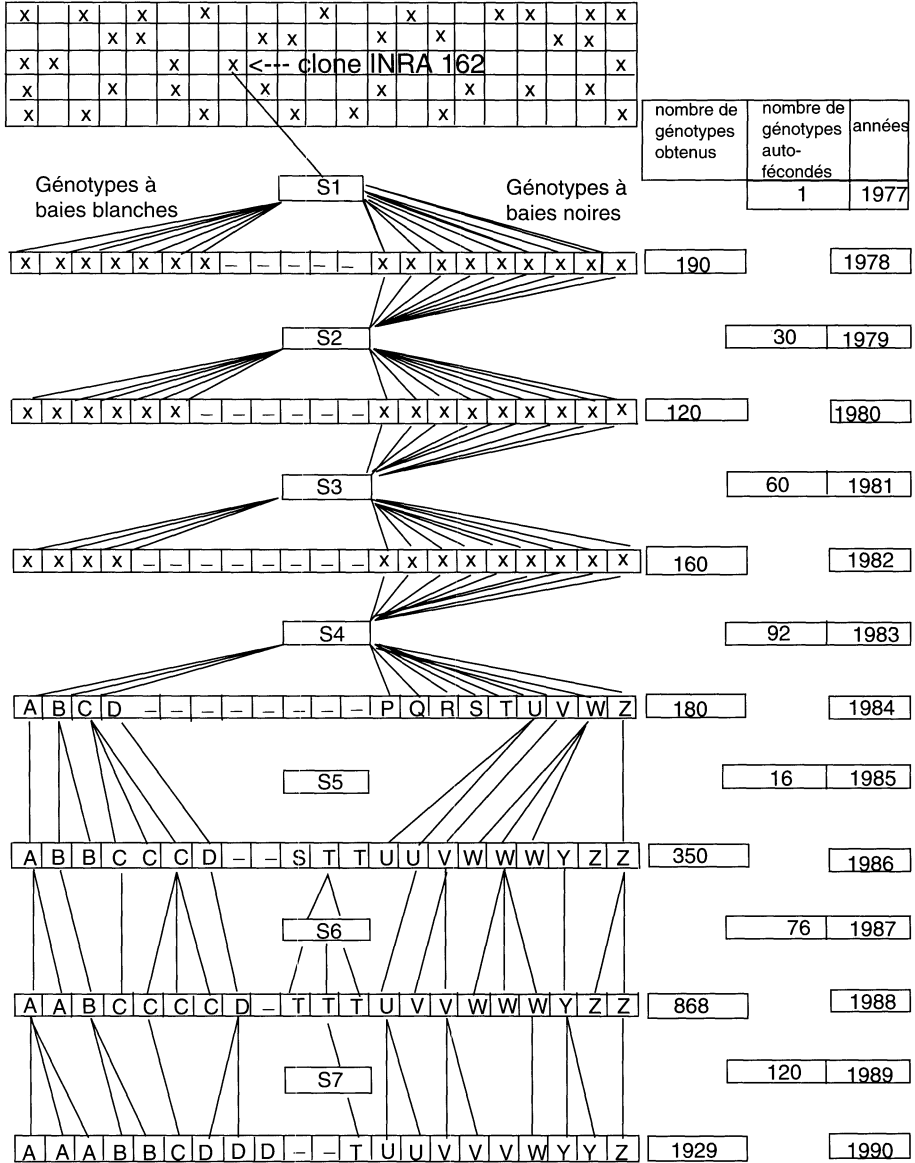 x x x x x x x x x x
x x x x x x x x
x x x x <--- clone INRA 162 x
x x x x x x x
x x x x x x x
nombre de génotypes obtenus
nombre de génotypes auto-fécondés
années
1 1977
S1
Génotypes à baies blanches
Génotypes à baies noires
x x x x x x x – – – – – x x x x x x x x x
190 1978
S2
30 1979
x x x x x x – – – – – – x x x x x x x x x
120 1980
S3
60 1981
x x x x – – – – – – – – x x x x x x x x x
160 1982
S4
92 1983
A B C D – – – – – – – – P Q R S T U V W Z
180 1984
S5
16 1985
A B B C C C D – – S T T U U V W W W Y Z Z
350 1986
S6
76 1987
A A B C C C C D – T T T U V V W W W Y Z Z
868 1988
S7
120 1989
A A A B B C D D D – – T U U V V V W Y Y Z
1929 1990